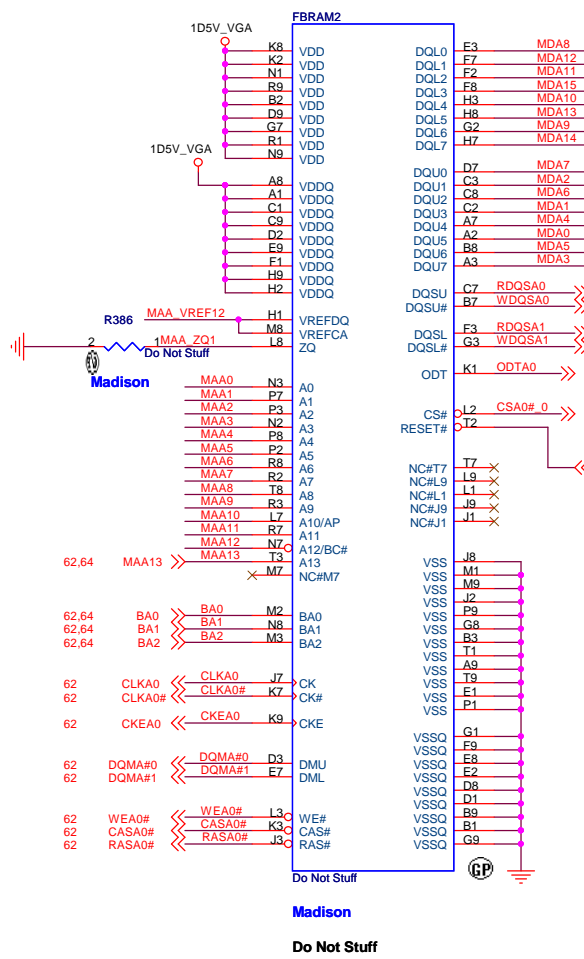 FBRAM2
1D5V_VGA
K8 VDD DQL0 E3 MDA8
K2 VDD DQL1 F7 MDA12
N1 VDD DQL2 F2 MDA11
R9 VDD DQL3 F8 MDA15
B2 VDD DQL4 H3 MDA10
D9 VDD DQL5 H8 MDA13
G7 VDD DQL6 G2 MDA9
R1 VDD DQL7 H7 MDA14
1D5V_VGA N9 VDD
A8 VDDQ DQU0 D7 MDA7
A1 VDDQ DQU1 C3 MDA2
C1 VDDQ DQU2 C8 MDA6
C9 VDDQ DQU3 C2 MDA1
D2 VDDQ DQU4 A7 MDA4
E9 VDDQ DQU5 A2 MDA0
F1 VDDQ DQU6 B8 MDA5
H9 VDDQ DQU7 A3 MDA3
H2 VDDQ DQSU C7 RDQSA0
DQSU# B7 WDQSA0
R386 MAA_VREF12 H1 VREFDQ
M8 VREFCA DQSL F3 RDQSA1
2 1 MAA_ZQ1 L8 ZQ DQSL# G3 WDQSA1
Do Not Stuff
Madison
ODT K1 ODTA0
MAA0 N3 A0
MAA1 P7 A1
MAA2 P3 A2 CS# L2 CSA0#_0
MAA3 N2 A3 RESET# T2
MAA4 P8 A4
MAA5 P2 A5
MAA6 R8 A6 NC#T7 T7
MAA7 R2 A7 NC#L9 L9
MAA8 T8 A8 NC#L1 L1
MAA9 R3 A9 NC#J9 J9
MAA10 L7 A10/AP NC#J1 J1
MAA11 R7 A11
MAA12 N7 A12/BC#
62,64 MAA13 MAA13 T3 A13 VSS J8
M7 NC#M7 VSS M1
VSS M9
VSS J2
62,64 BA0 BA0 M2 BA0 VSS P9
62,64 BA1 BA1 N8 BA1 VSS G8
62,64 BA2 BA2 M3 BA2 VSS B3
VSS T1
VSS A9
62 CLKA0 CLKA0 J7 CK VSS T9
62 CLKA0# CLKA0# K7 CK# VSS E1
VSS P1
62 CKEA0 CKEA0 K9 CKE
VSSQ G1
VSSQ F9
62 DQMA#0 DQMA#0 D3 DMU VSSQ E8
62 DQMA#1 DQMA#1 E7 DML VSSQ E2
VSSQ D8
VSSQ D1
62 WEA0# WEA0# L3 WE# VSSQ B9
62 CASA0# CASA0# K3 CAS# VSSQ B1
62 RASA0# RASA0# J3 RAS# VSSQ G9
Do Not Stuff
GP
Madison
Do Not Stuff